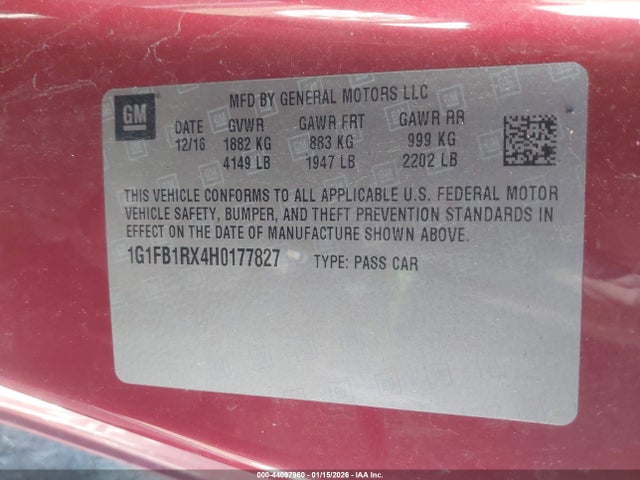 GM
MFD BY GENERAL MOTORS LLC
DATE GVWR GAWR FRT GAWR RR
12/16 1882 KG 883 KG 999 KG
4149 LB 1947 LB 2202 LB
THIS VEHICLE CONFORMS TO ALL APPLICABLE U.S. FEDERAL MOTOR
VEHICLE SAFETY, BUMPER, AND THEFT PREVENTION STANDARDS IN
EFFECT ON THE DATE OF MANUFACTURE SHOWN ABOVE.
1G1FB1RX4H0177827 TYPE: PASS CAR
000-44097960 - 01/15/2026 - IAA Inc.